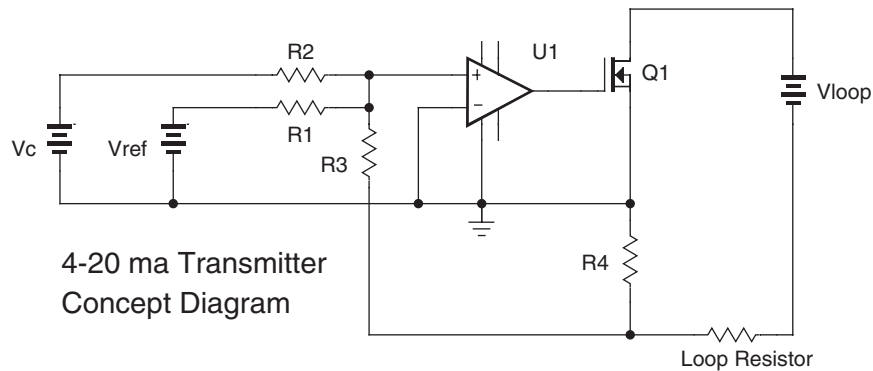 R2
U1
Q1
Vloop
R1
Vc
Vref
R3
4-20 ma Transmitter
Concept Diagram
R4
Loop Resistor